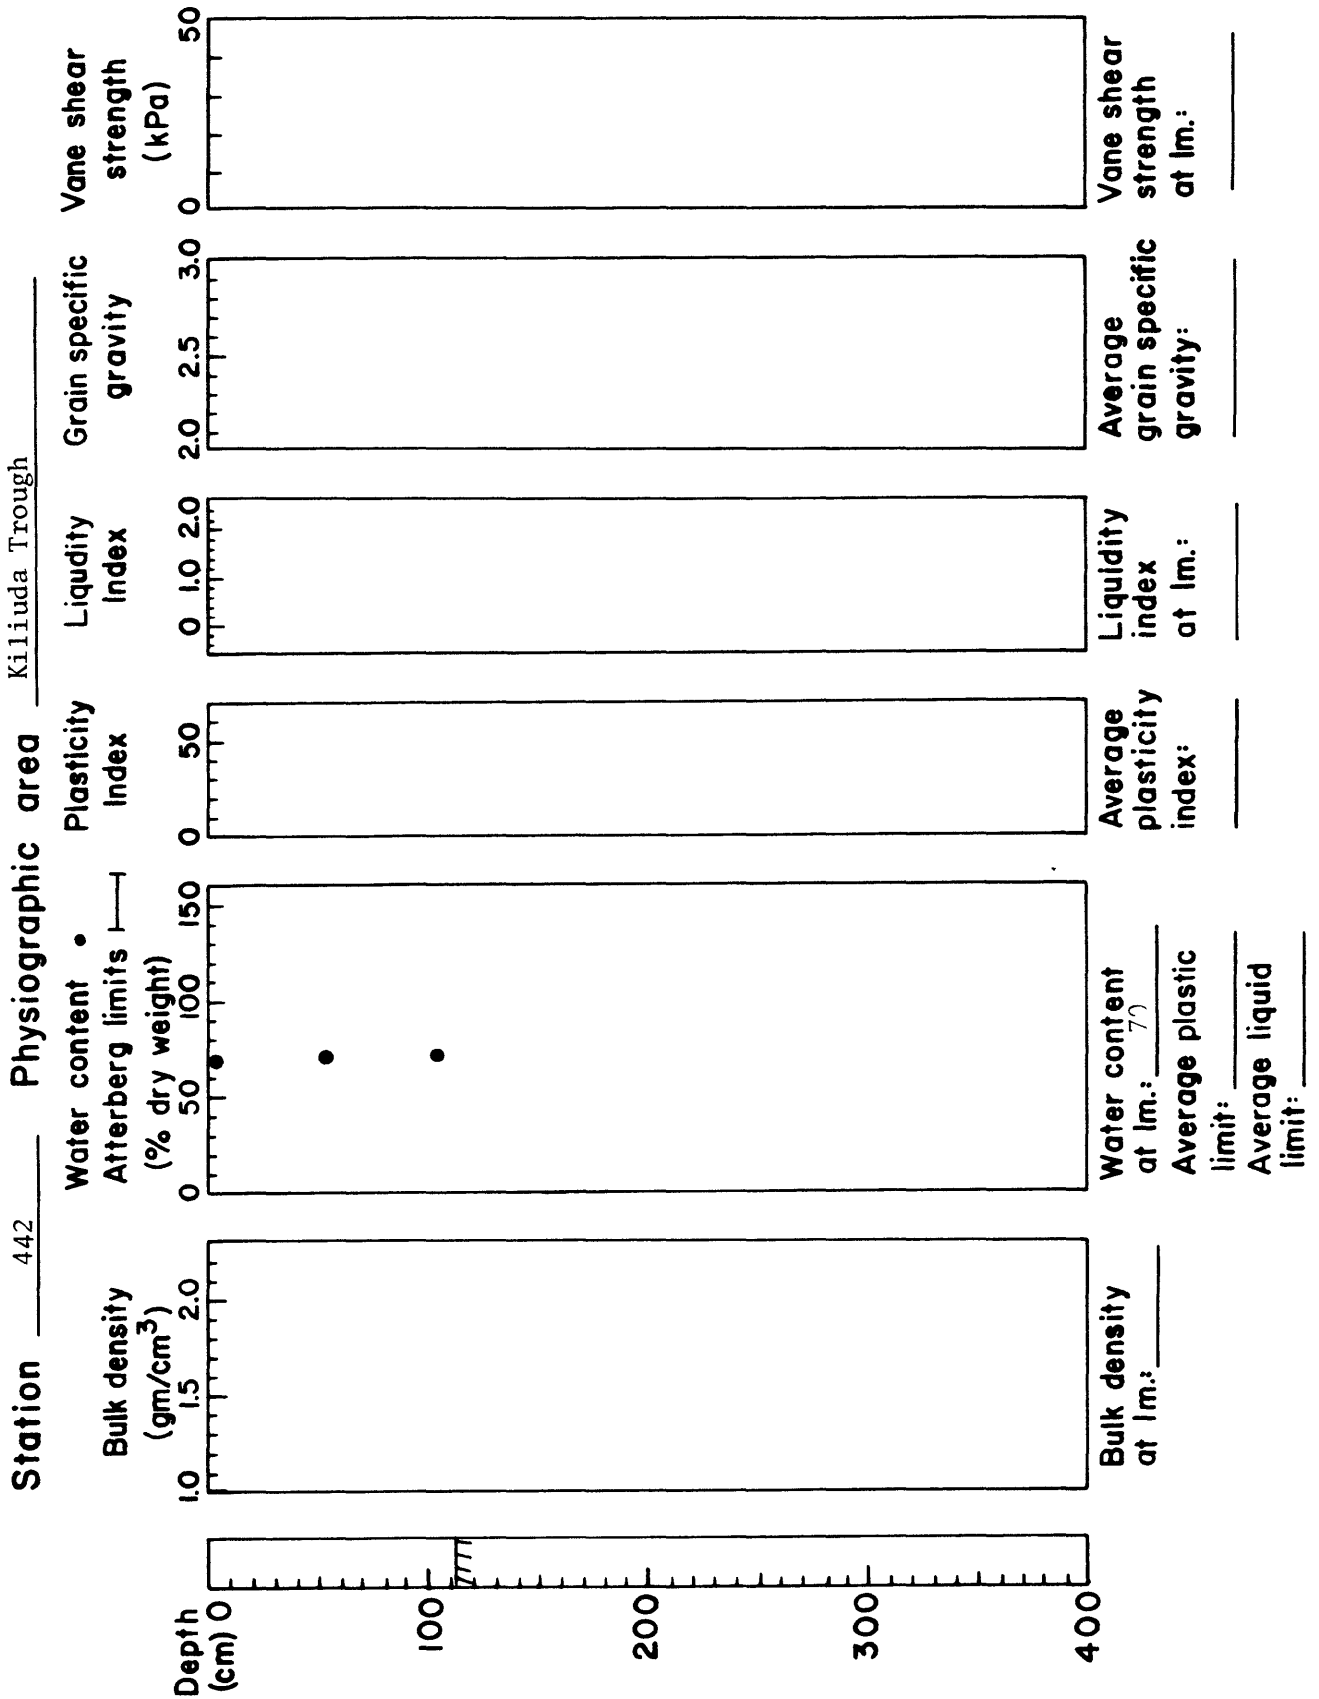 Station 442 Physiographic area Kiliuda Trough
Depth
(cm)
0
100
200
300
400
Bulk density
(gm/cm³)
1.0 1.5 2.0
Bulk density
at 1m.:
Water content •
Atterberg limits
(% dry weight)
0 50 100 150
Water content
at 1m.: 70
Average plastic
limit:
Average liquid
limit:
Plasticity
Index
0 50
Average
plasticity
index:
Liqudity
Index
0 1.0 2.0
Liquidity
index
at 1m.:
Grain specific
gravity
2.0 2.5 3.0
Average
grain specific
gravity:
Vane shear
strength
(kPa)
0 50
Vane shear
strength
at 1m.: